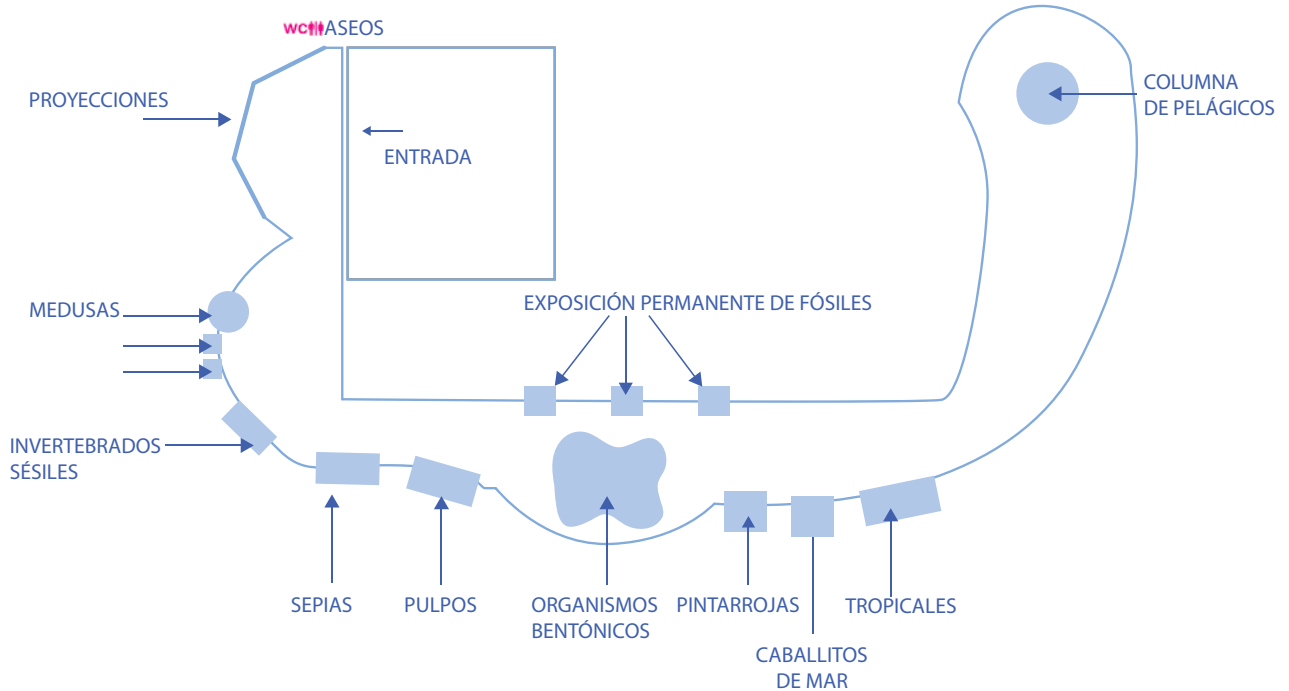 wc ASEOS
PROYECCIONES
ENTRADA
COLUMNA
DE PELÁGICOS
MEDUSAS
EXPOSICIÓN PERMANENTE DE FÓSILES
INVERTEBRADOS
SÉSILES
SEPIAS
PULPOS
ORGANISMOS
BENTÓNICOS
PINTARROJAS
CABALLITOS
DE MAR
TROPICALES